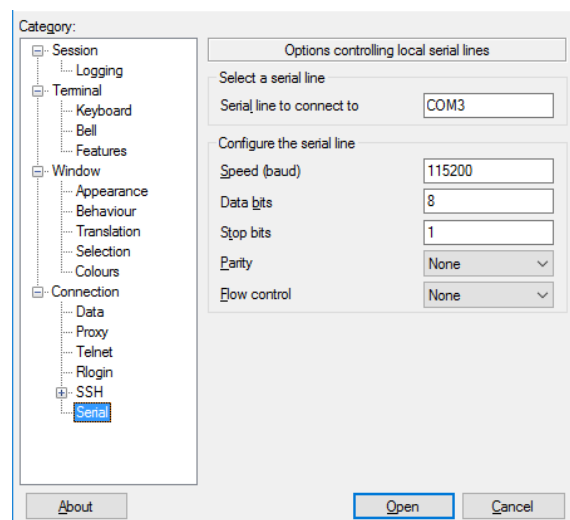 Category:
Session
Logging
Terminal
Keyboard
Bell
Features
Window
Appearance
Behaviour
Translation
Selection
Colours
Connection
Data
Proxy
Telnet
Rlogin
SSH
Serial
Options controlling local serial lines
Select a serial line
Serial line to connect to COM3
Configure the serial line
Speed (baud) 115200
Data bits 8
Stop bits 1
Parity None
Flow control None
About Open Cancel